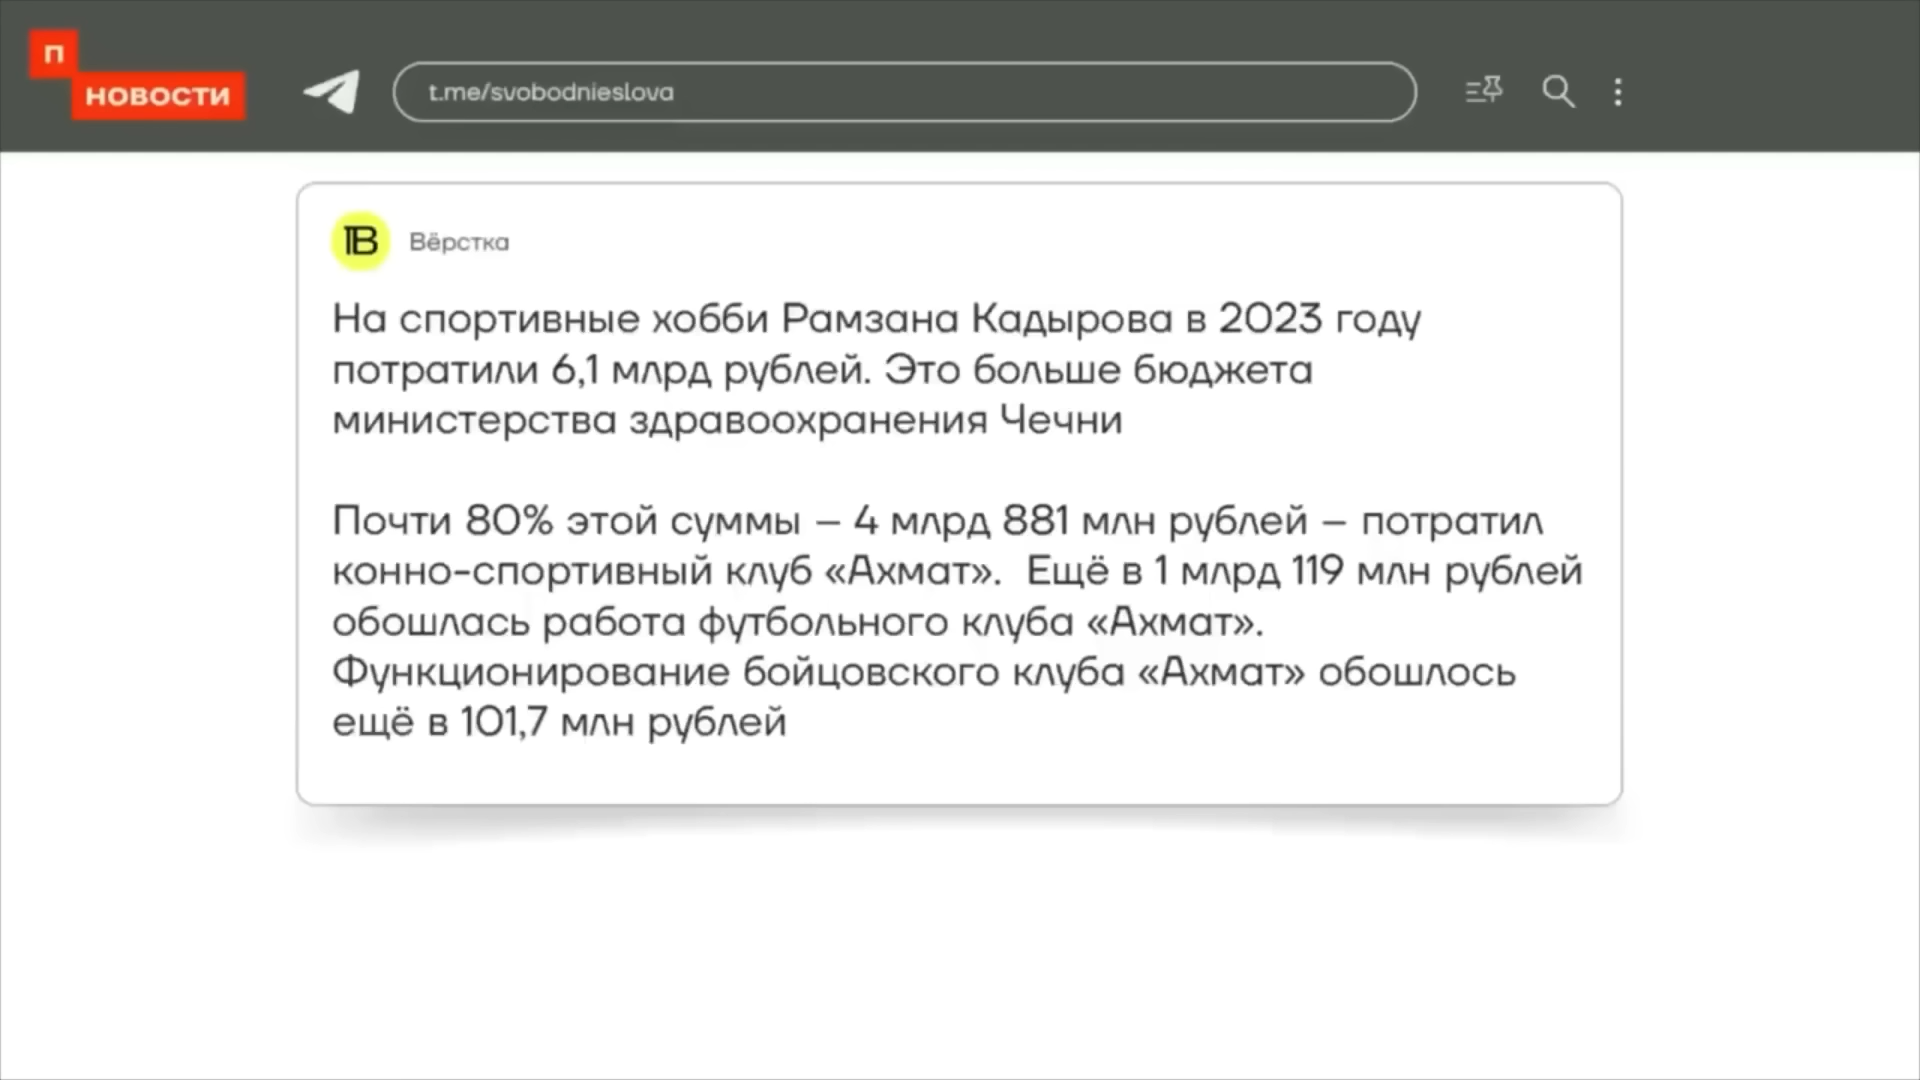 П
НОВОСТИ
t.me/svobodnieslova
Вёрстка
На спортивные хобби Рамзана Кадырова в 2023 году
потратили 6,1 млрд рублей. Это больше бюджета
министерства здравоохранения Чечни
Почти 80% этой суммы – 4 млрд 881 млн рублей – потратил
конно-спортивный клуб «Ахмат». Ещё в 1 млрд 119 млн рублей
обошлась работа футбольного клуба «Ахмат».
Функционирование бойцовского клуба «Ахмат» обошлось
ещё в 101,7 млн рублей